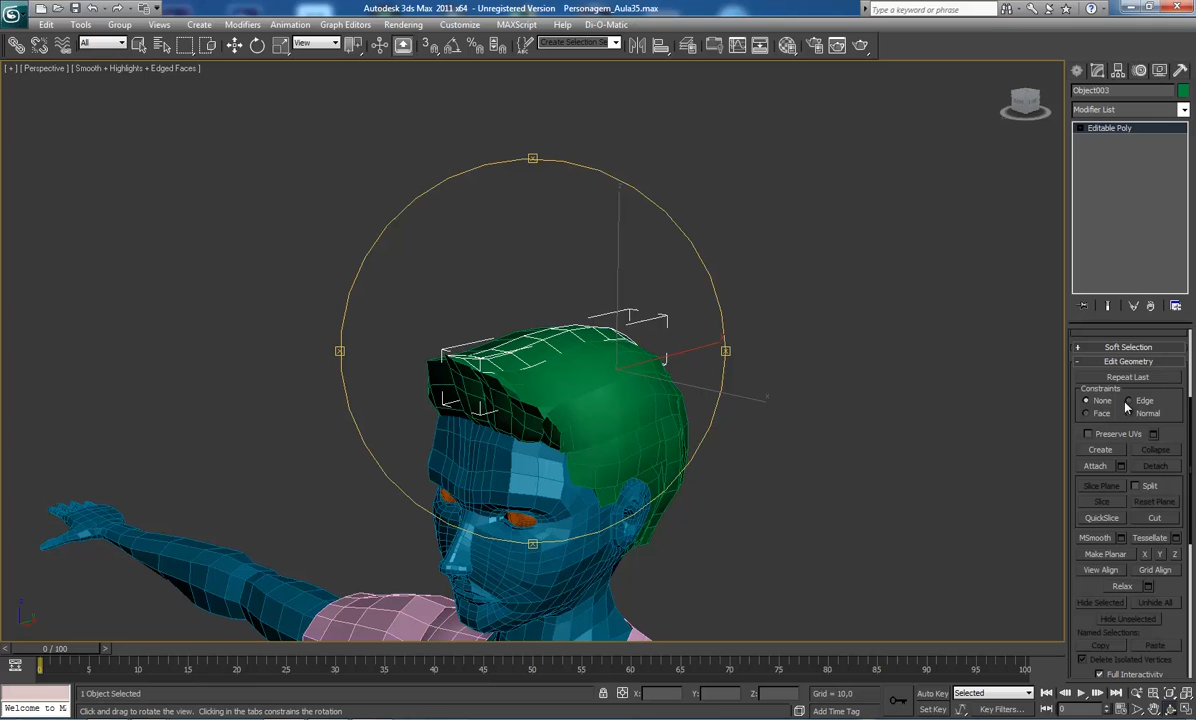 Autodesk 3ds Max 2011 x64 - Unregistered Version Personagem_Aula35.max
Type a keyword or phrase
Edit Tools Group Views Create Modifiers Animation Graph Editors Rendering Customize MAXScript Help Di-O-Matic
All
View
Create Selection Se
[ + ] [ Perspective ] [ Smooth + Highlights + Edged Faces ]
Object003
Modifier List
Editable Poly
+ Soft Selection
- Edit Geometry
Repeat Last
Constraints
None Edge
Face Normal
Preserve UVs
Create Collapse
Attach Detach
Slice Plane Split
Slice Reset Plane
QuickSlice Cut
MSmooth Tessellate
Make Planar X Y Z
View Align Grid Align
Relax
Hide Selected Unhide All
Hide Unselected
Named Selections:
Copy Paste
Delete Isolated Vertices
Full Interactivity
0 / 100
0 5 10 15 20 25 30 35 40 45 50 55 60 65 70 75 80 85 90 95 100
1 Object Selected
X: Y: Z:
Grid = 10,0
Auto Key Selected
Welcome to M
Click and drag to rotate the view. Clicking in the tabs constrains the rotation
Add Time Tag
Set Key Key Filters...
0